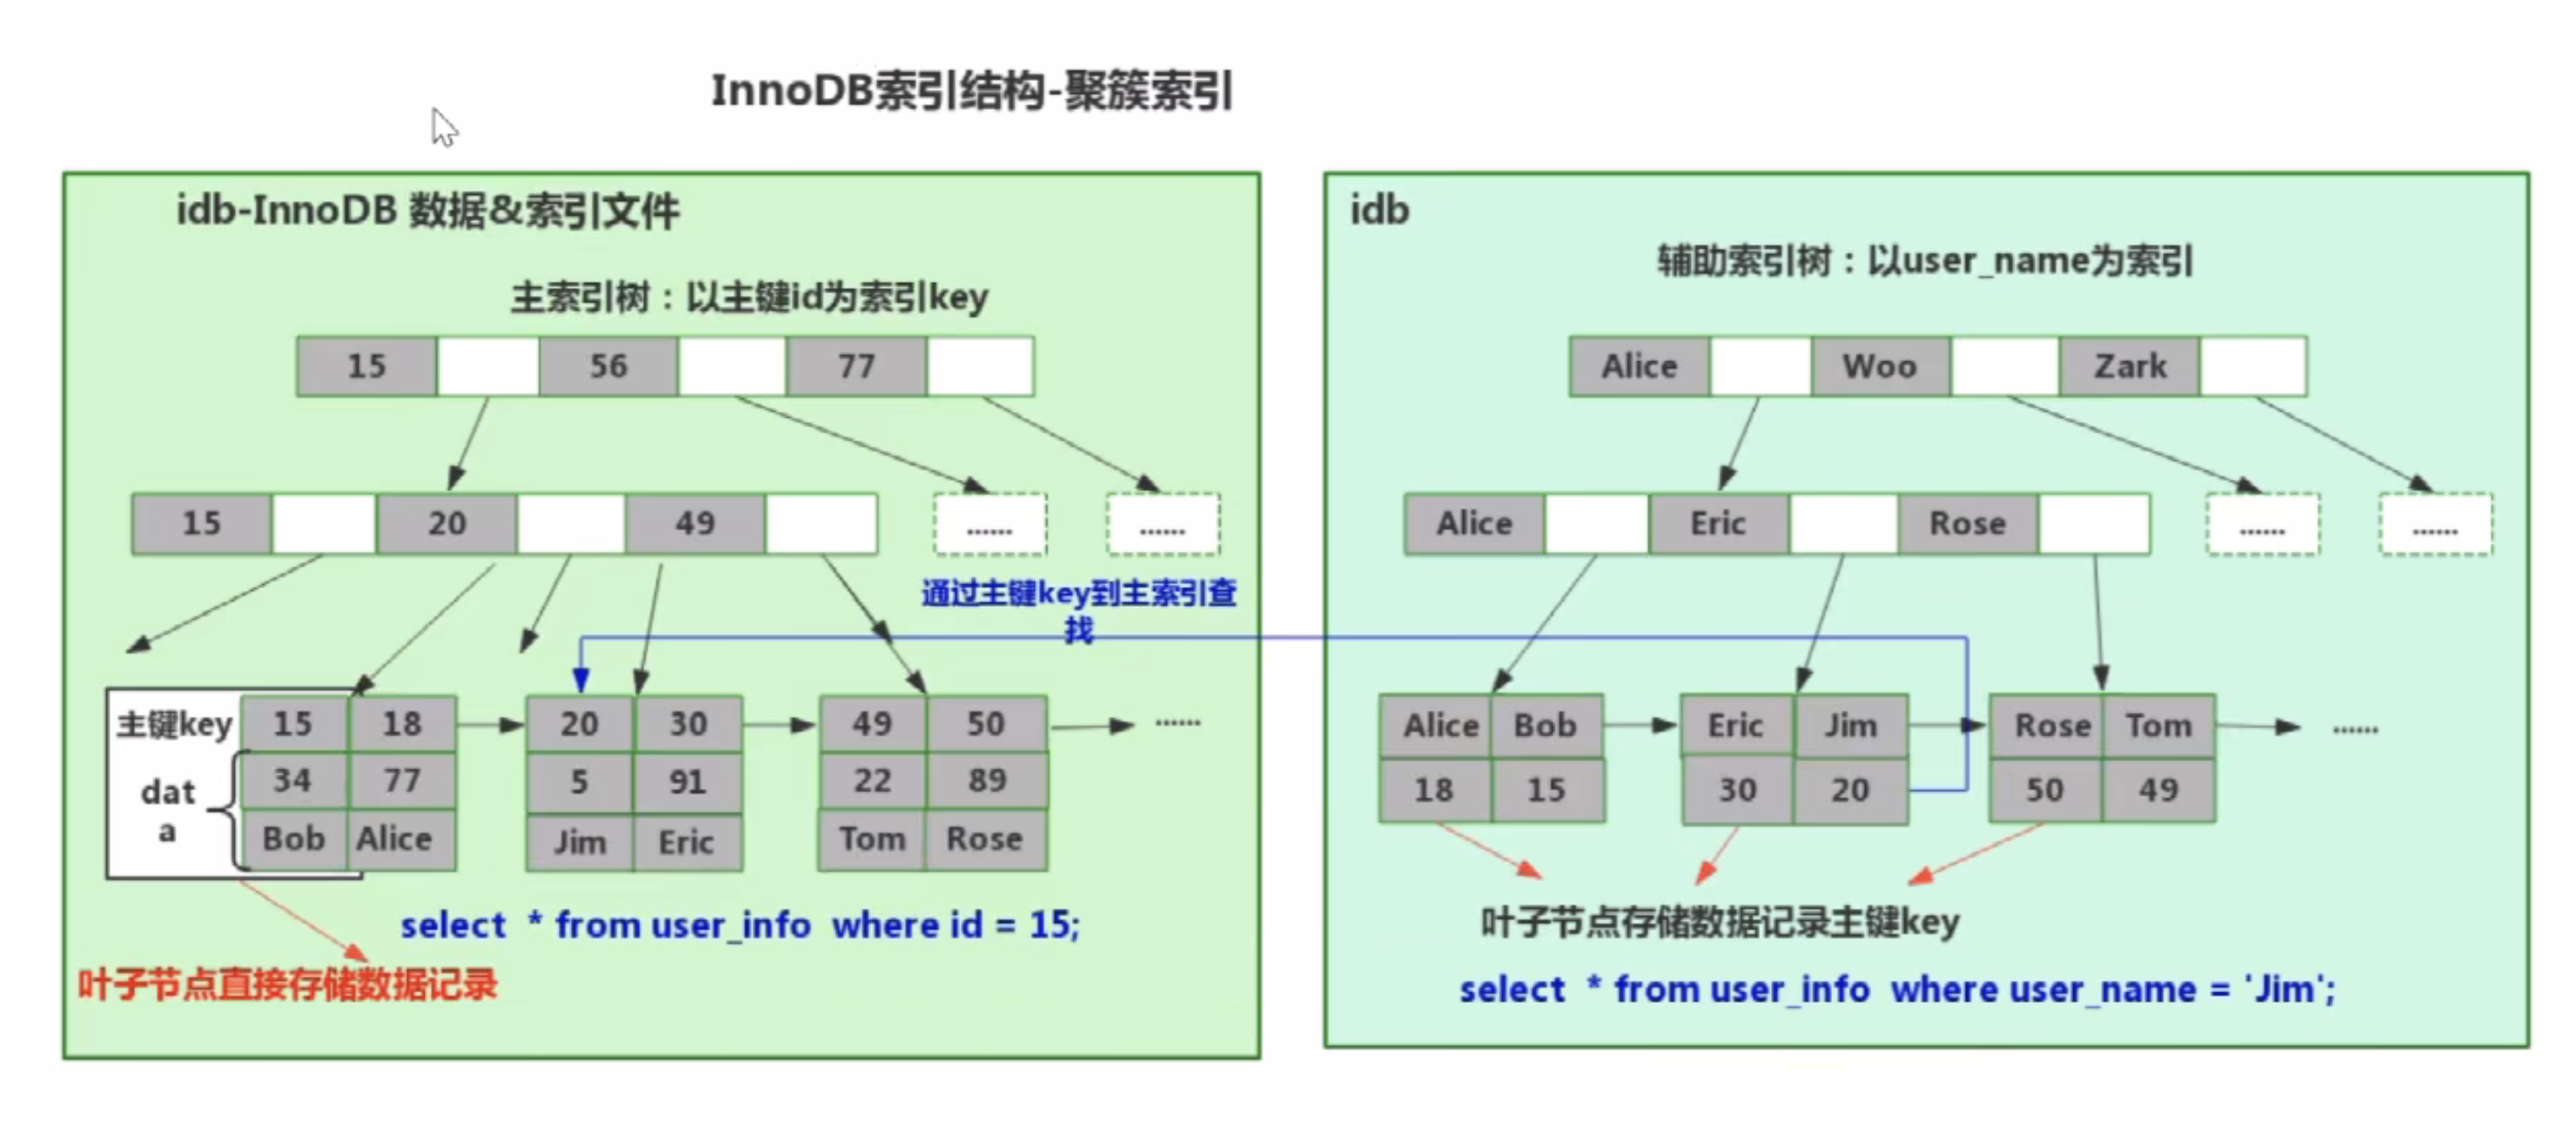 InnoDB索引结构-聚簇索引
idb-InnoDB 数据&索引文件
主索引树：以主键id为索引key
15 56 77
15 20 49 ...... ......
通过主键key到主索引查
找
主键key 15 18 20 30 49 50 ......
dat
a
34 77 5 91 22 89
Bob Alice Jim Eric Tom Rose
select * from user_info where id = 15;
叶子节点直接存储数据记录
idb
辅助索引树：以user_name为索引
Alice Woo Zark
Alice Eric Rose ...... ......
Alice Bob Eric Jim Rose Tom ......
18 15 30 20 50 49
叶子节点存储数据记录主键key
select * from user_info where user_name = 'Jim';